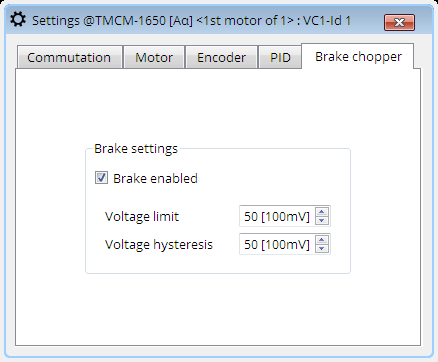 Settings @TMCM-1650 [Aα] <1st motor of 1> : VC1-Id 1
Commutation Motor Encoder PID Brake chopper
Brake settings
Brake enabled
Voltage limit 50 [100mV]
Voltage hysteresis 50 [100mV]